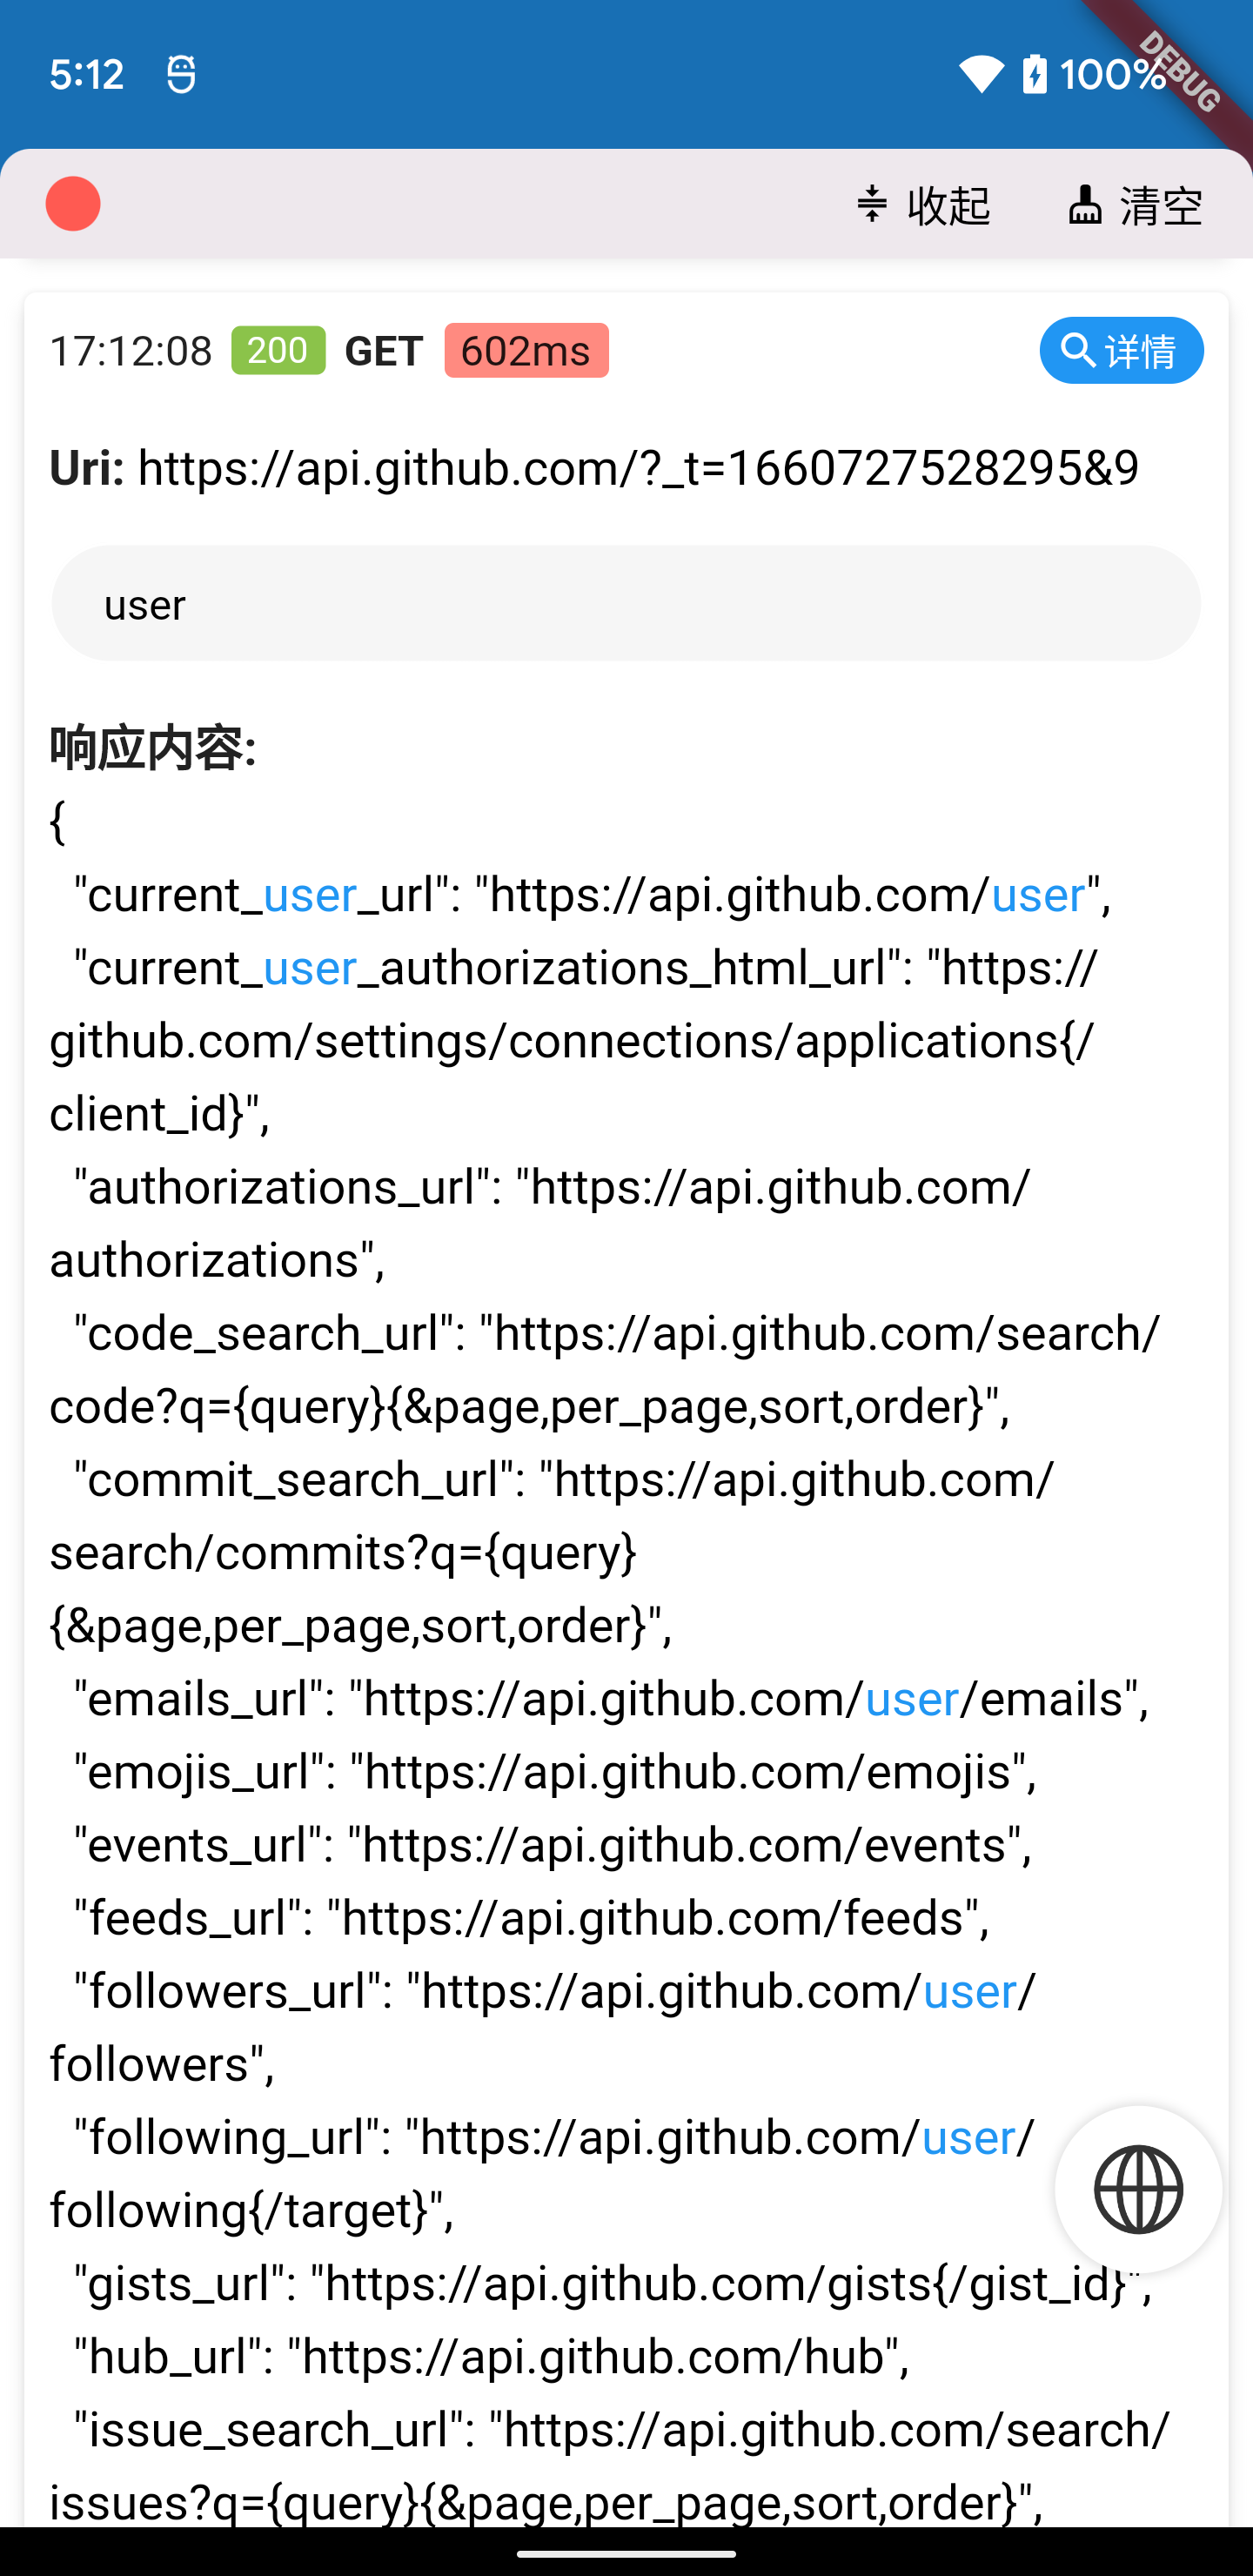 5:12 100%
DEBUG
收起 清空
17:12:08 200 GET 602ms 详情
Uri: https://api.github.com/?_t=1660727528295&9
user
响应内容:
{
"current_user_url": "https://api.github.com/user",
"current_user_authorizations_html_url": "https://
github.com/settings/connections/applications{/
client_id}",
"authorizations_url": "https://api.github.com/
authorizations",
"code_search_url": "https://api.github.com/search/
code?q={query}{&page,per_page,sort,order}",
"commit_search_url": "https://api.github.com/
search/commits?q={query}
{&page,per_page,sort,order}",
"emails_url": "https://api.github.com/user/emails",
"emojis_url": "https://api.github.com/emojis",
"events_url": "https://api.github.com/events",
"feeds_url": "https://api.github.com/feeds",
"followers_url": "https://api.github.com/user/
followers",
"following_url": "https://api.github.com/user/
following{/target}",
"gists_url": "https://api.github.com/gists{/gist_id}",
"hub_url": "https://api.github.com/hub",
"issue_search_url": "https://api.github.com/search/
issues?q={query}{&page,per_page,sort,order}",